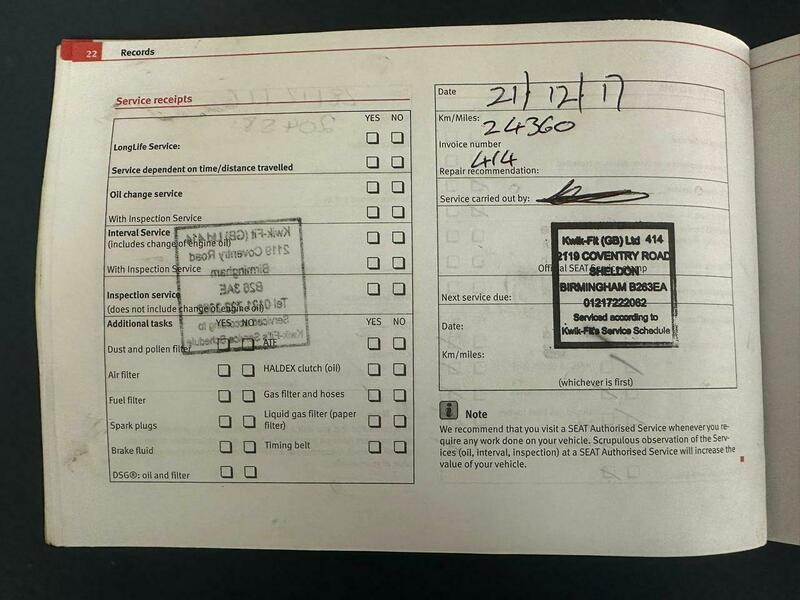 22
Records
Service receipts
YES NO
LongLife Service:
Service dependent on time/distance travelled
Oil change service
With Inspection Service
Interval Service
(includes change of engine oil)
With Inspection Service
Inspection service
(does not include change of engine oil)
Additional tasks YES NO YES NO
Dust and pollen filter ATF
Air filter HALDEX clutch (oil)
Fuel filter Gas filter and hoses
Spark plugs Liquid gas filter (paper
filter)
Brake fluid Timing belt
DSG®: oil and filter
Kwik-Fit (GB) Ltd 414
2119 Coventry Road
Birmingham
B26 3AE
Date 21/12/17
Km/Miles: 24360
Invoice number
414
Repair recommendation:
Service carried out by:
Kwik-Fit (GB) Ltd 414
2119 COVENTRY ROAD
SHELDON
BIRMINGHAM B263EA
01217222062
Serviced according to
Kwik-Fit's Service Schedule
Official SEAT Service Stamp
Next service due:
Date:
Km/miles:
(whichever is first)
i Note
We recommend that you visit a SEAT Authorised Service whenever you re-
quire any work done on your vehicle. Scrupulous observation of the Serv-
ices (oil, interval, inspection) at a SEAT Authorised Service will increase the
value of your vehicle.